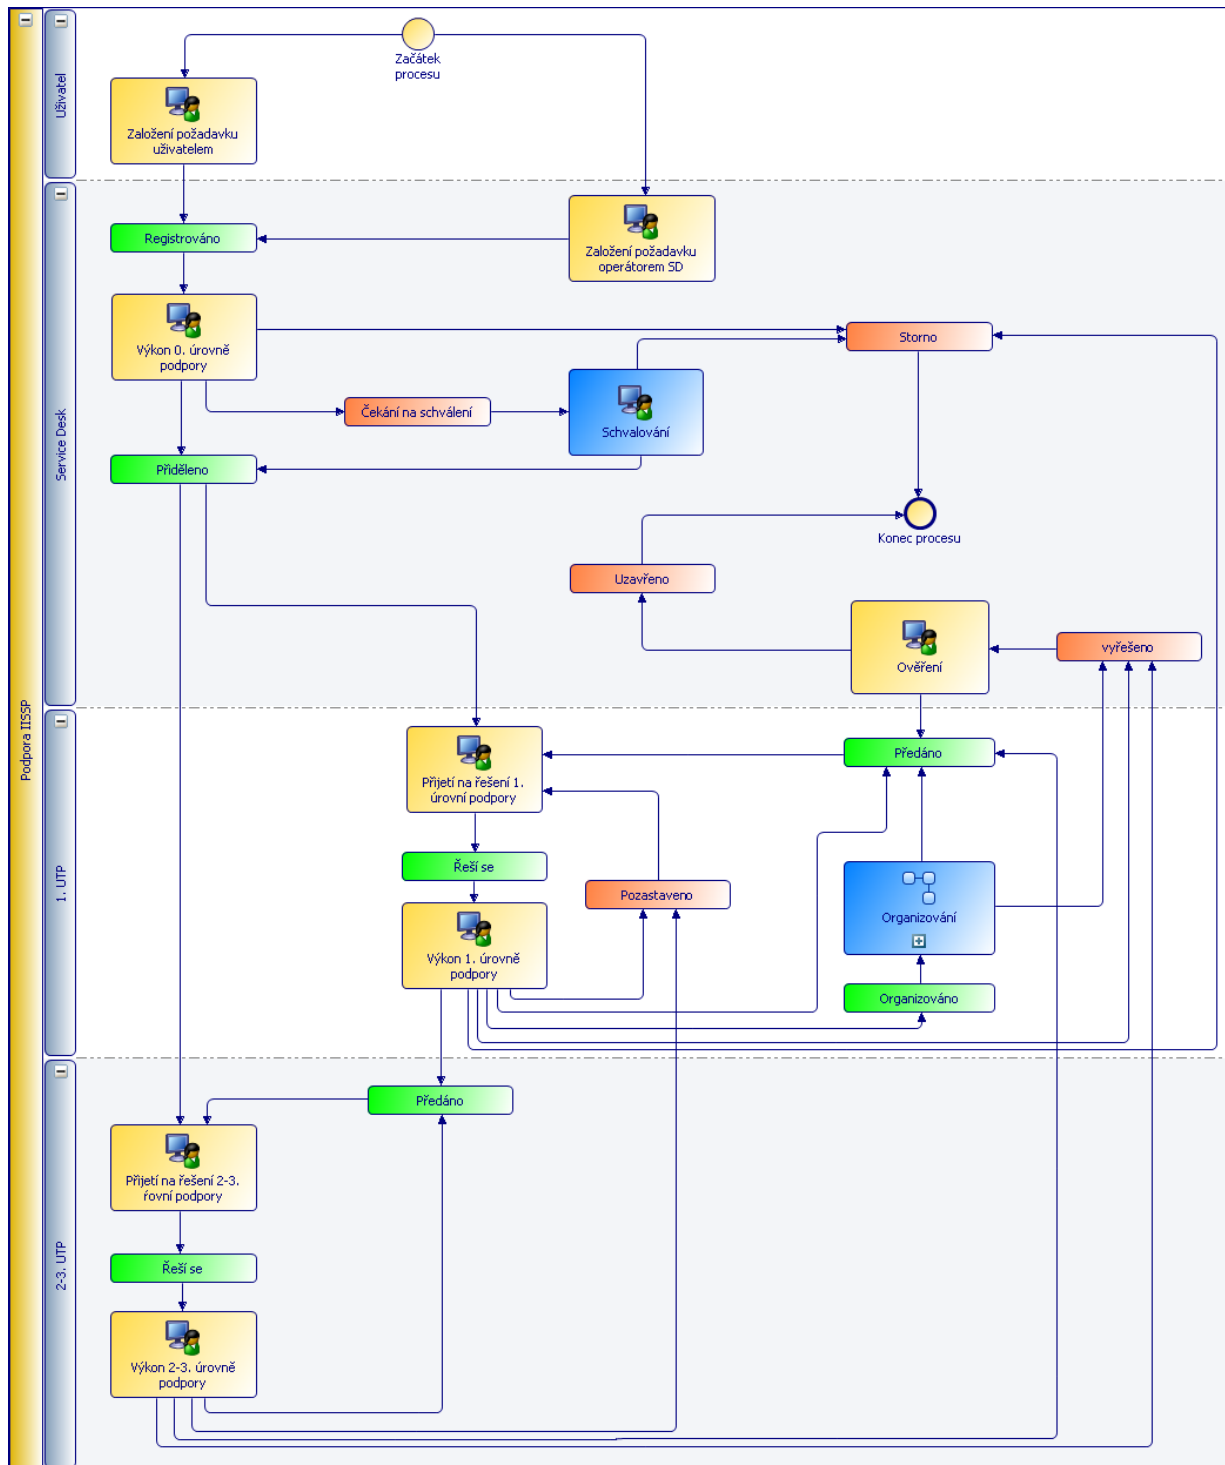 Podpora IISSP
Uživatel
Začátek
procesu
Založení požadavku
uživatelem
Service Desk
Registrováno
Založení požadavku
operátorem SD
Výkon 0. úrovně
podpory
Storno
Čekání na schválení
Schvalování
Přiděleno
Konec procesu
Uzavřeno
Ověření
vyřešeno
1. UTP
Přijetí na řešení 1.
úrovní podpory
Předáno
Řeší se
Pozastaveno
Organizování
Výkon 1. úrovně
podpory
Organizováno
2-3. UTP
Předáno
Přijetí na řešení 2-3.
řovní podpory
Řeší se
Výkon 2-3. úrovně
podpory